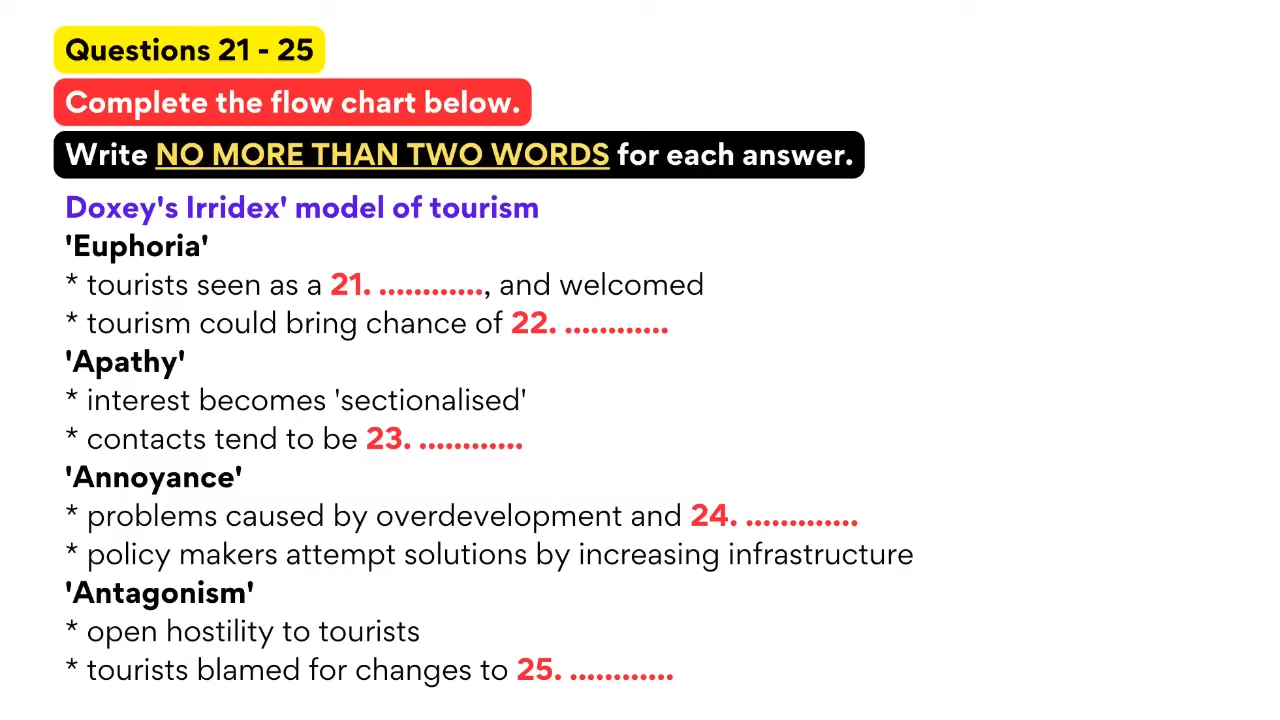 Questions 21 - 25
Complete the flow chart below.
Write NO MORE THAN TWO WORDS for each answer.
Doxey's Irridex' model of tourism
'Euphoria'
* tourists seen as a 21. ............, and welcomed
* tourism could bring chance of 22. ............
'Apathy'
* interest becomes 'sectionalised'
* contacts tend to be 23. ............
'Annoyance'
* problems caused by overdevelopment and 24. .............
* policy makers attempt solutions by increasing infrastructure
'Antagonism'
* open hostility to tourists
* tourists blamed for changes to 25. ............